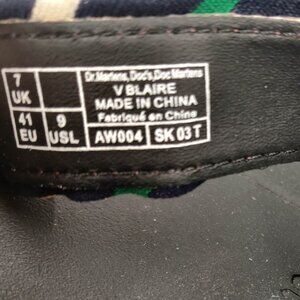 7
UK
41
EU
9
USL
Dr.Martens, Doc's, Doc Martens
V BLAIRE
MADE IN CHINA
Fabriqué en Chine
AW004
SK 03 T